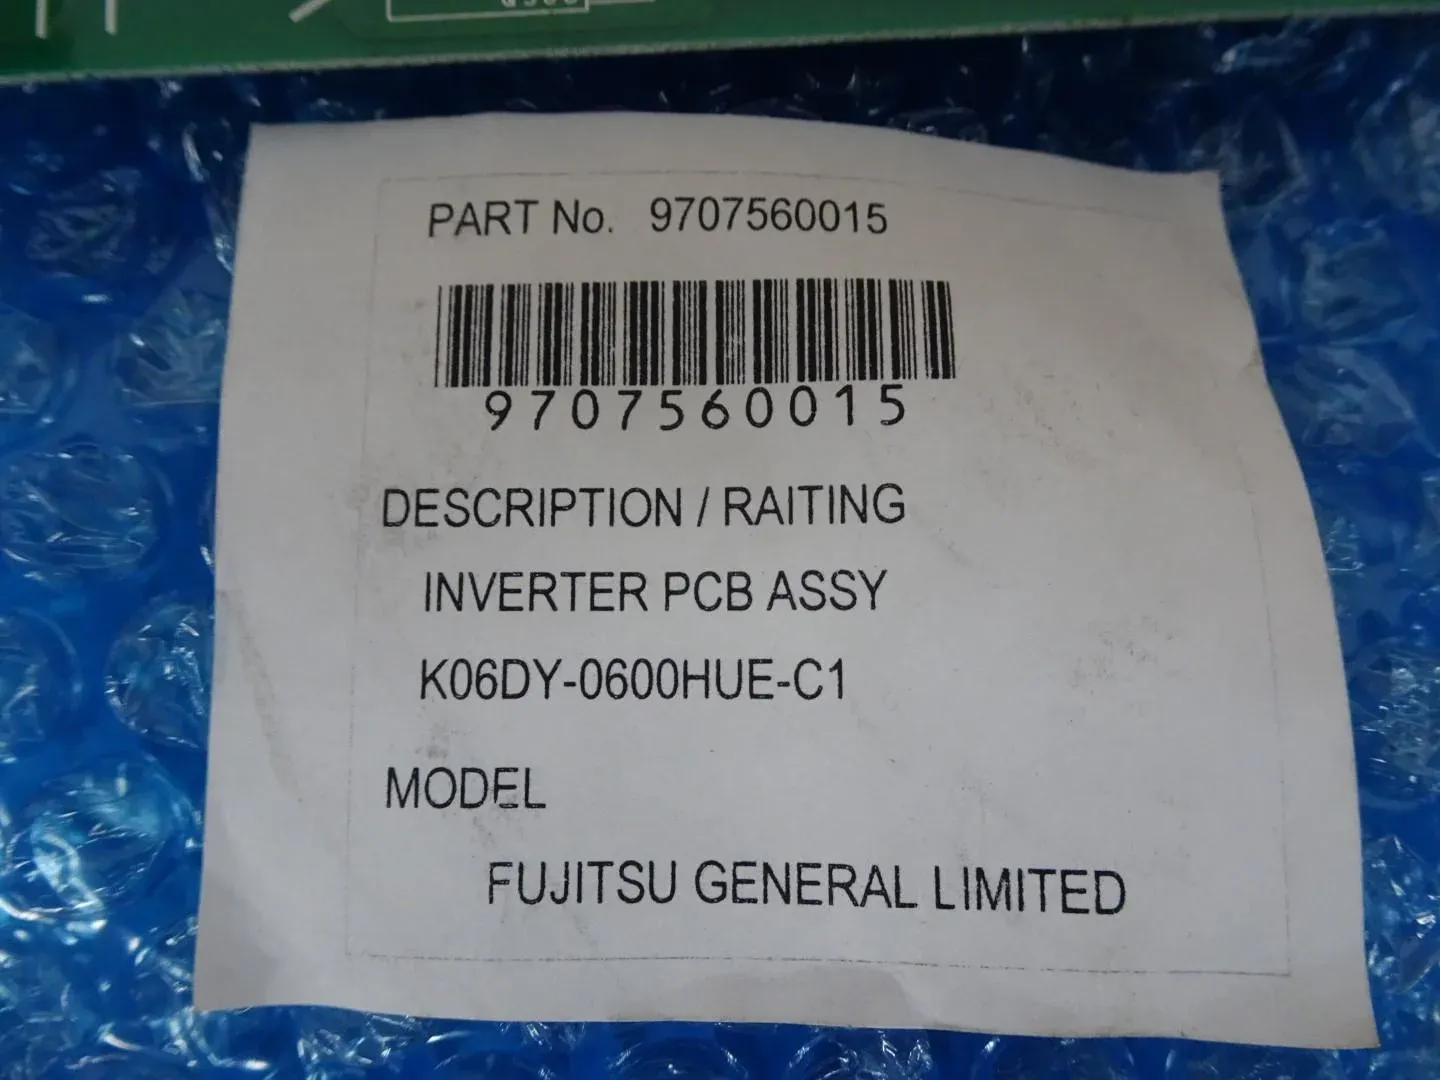 PART No. 9707560015
9707560015
DESCRIPTION / RAITING
INVERTER PCB ASSY
K06DY-0600HUE-C1
MODEL
FUJITSU GENERAL LIMITED